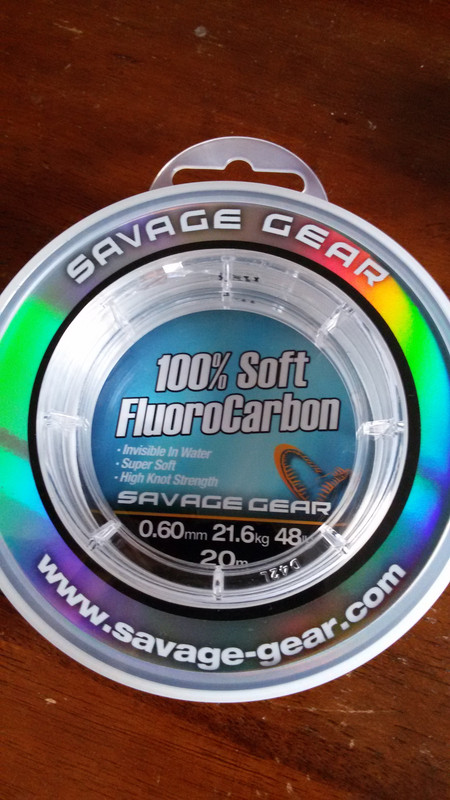 SAVAGE GEAR
100% Soft
FluoroCarbon
· Invisible In Water
· Super Soft
· High Knot Strength
SAVAGE GEAR
0.60mm 21.6kg 48
20m
www.savage-gear.com